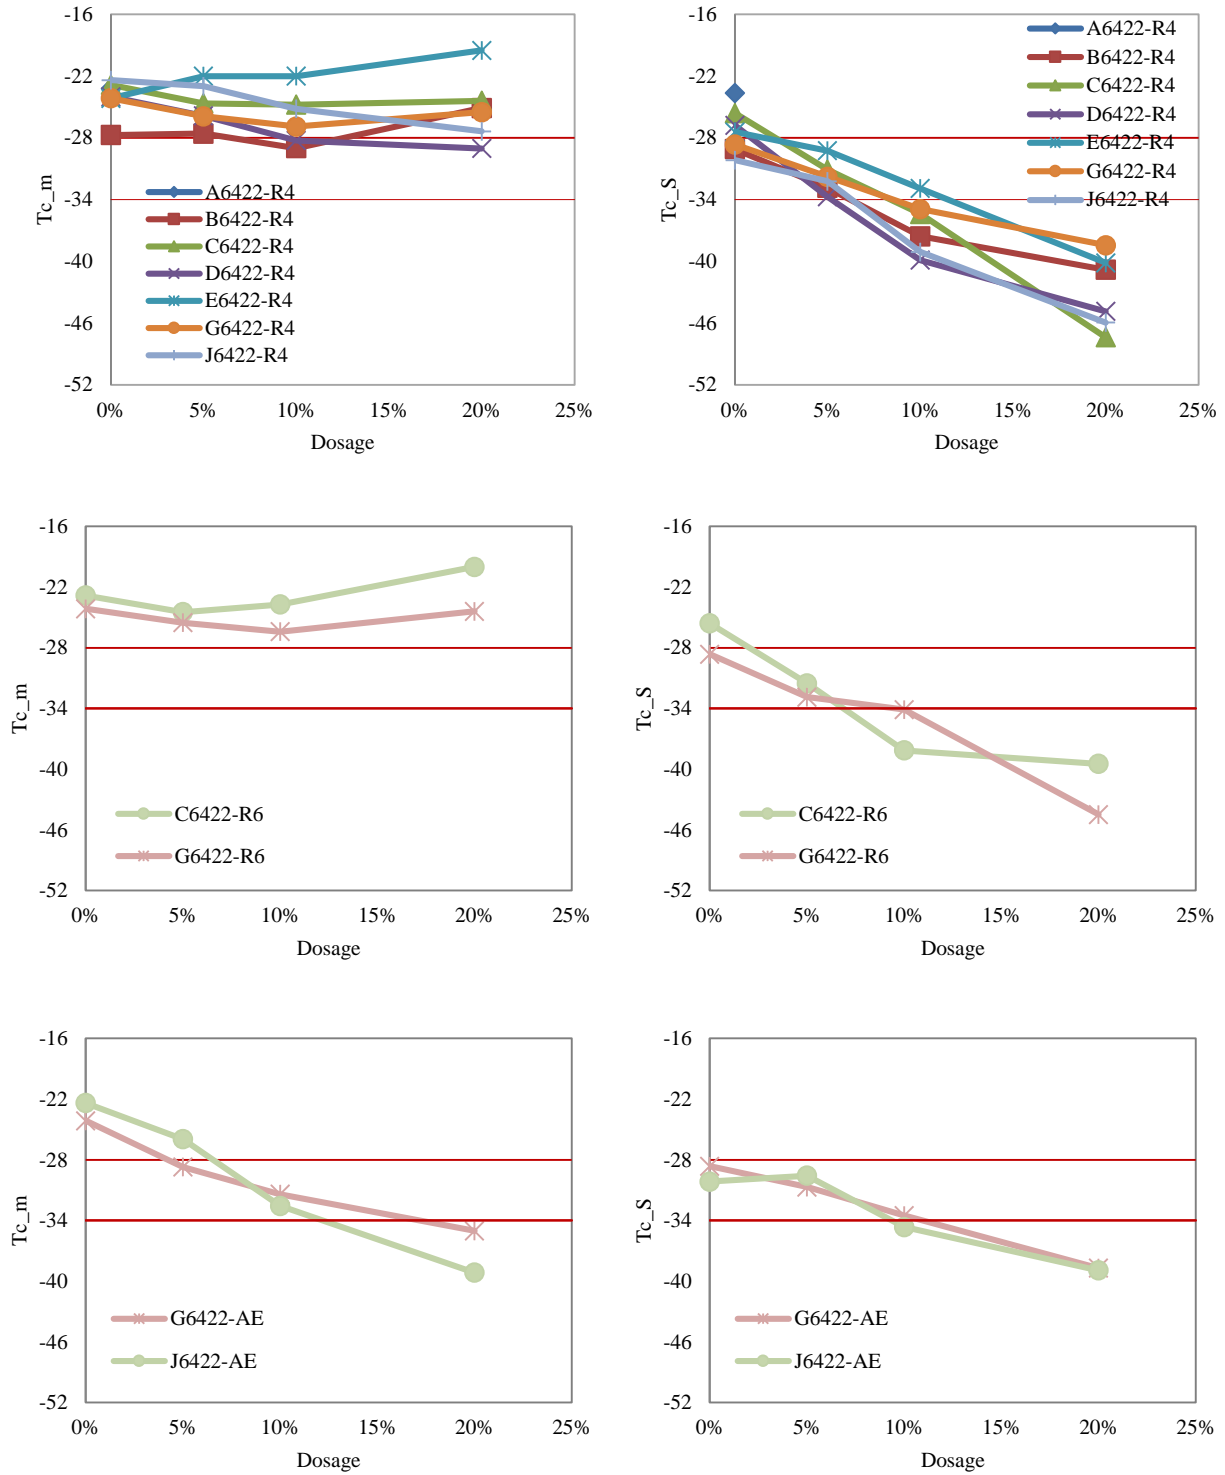 -16
-22
-28
-34
-40
-46
-52
0%
5%
10%
15%
20%
25%
Tc_m
Dosage
A6422-R4
B6422-R4
C6422-R4
D6422-R4
E6422-R4
G6422-R4
J6422-R4
-16
-22
-28
-34
-40
-46
-52
0%
5%
10%
15%
20%
25%
Tc_S
Dosage
A6422-R4
B6422-R4
C6422-R4
D6422-R4
E6422-R4
G6422-R4
J6422-R4
-16
-22
-28
-34
-40
-46
-52
0%
5%
10%
15%
20%
25%
Tc_m
Dosage
C6422-R6
G6422-R6
-16
-22
-28
-34
-40
-46
-52
0%
5%
10%
15%
20%
25%
Tc_S
Dosage
C6422-R6
G6422-R6
-16
-22
-28
-34
-40
-46
-52
0%
5%
10%
15%
20%
25%
Tc_m
Dosage
G6422-AE
J6422-AE
-16
-22
-28
-34
-40
-46
-52
0%
5%
10%
15%
20%
25%
Tc_S
Dosage
G6422-AE
J6422-AE